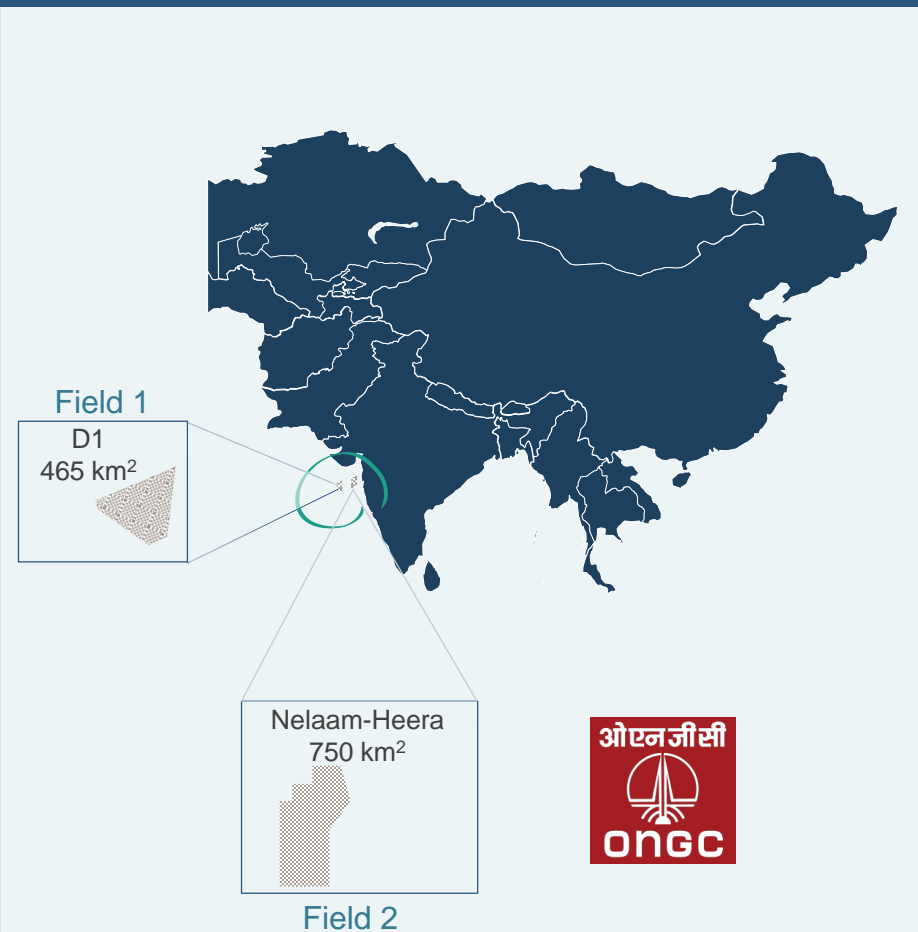 Field 1
D1
465 km²
Nelaam-Heera
750 km²
Field 2
ओएनजीसी
ONGC